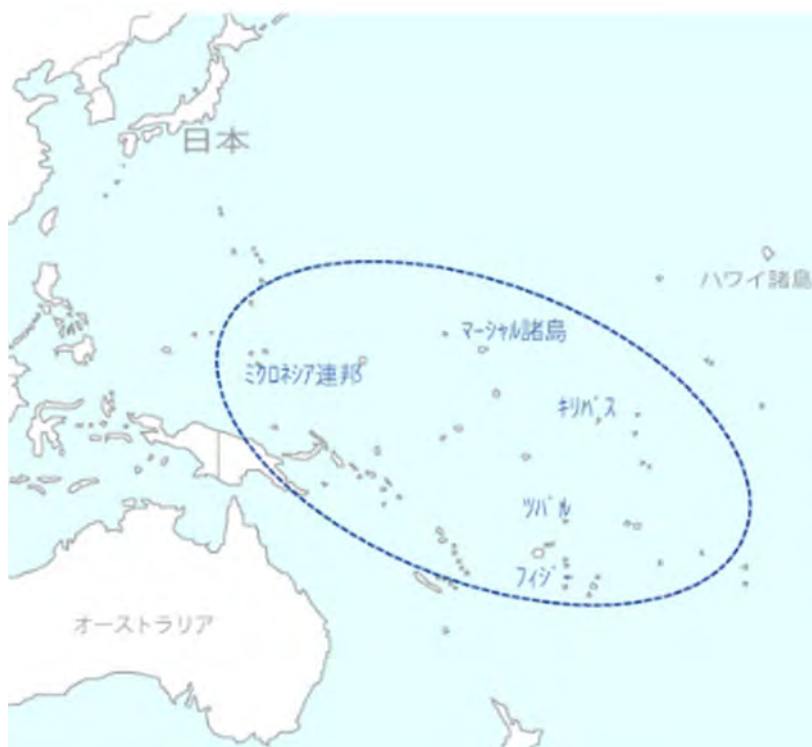 日本
ハワイ諸島
マーシャル諸島
ミクロネシア連邦
キリバス
ツバル
フィジー
オーストラリア